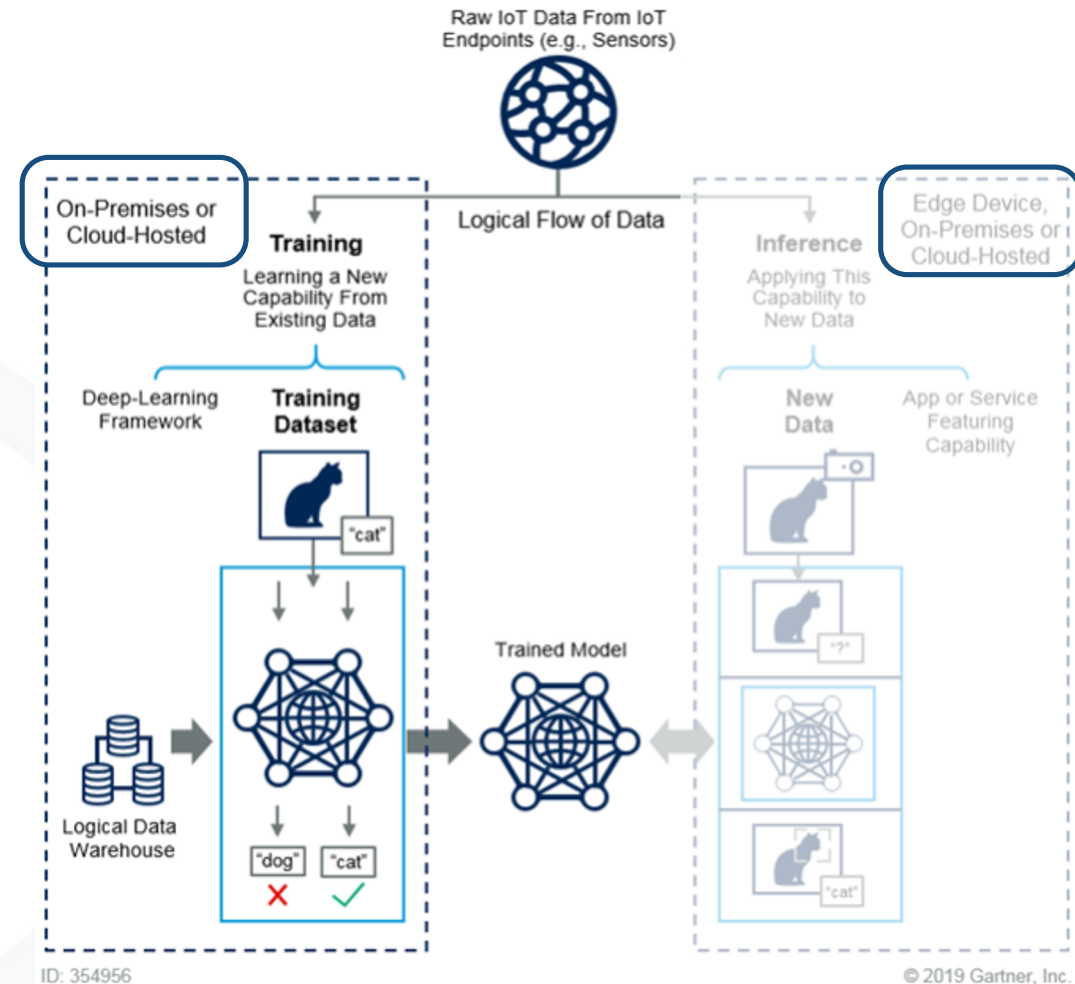 Raw IoT Data From IoT
Endpoints (e.g., Sensors)
On-Premises or
Cloud-Hosted
Logical Flow of Data
Edge Device,
On-Premises or
Cloud-Hosted
Training
Learning a New
Capability From
Existing Data
Inference
Applying This
Capability to
New Data
Deep-Learning
Framework
Training
Dataset
"cat"
New
Data
App or Service
Featuring
Capability
"?"
Trained Model
Logical Data
Warehouse
"dog"
"cat"
"cat"
ID: 354956
© 2019 Gartner, Inc.